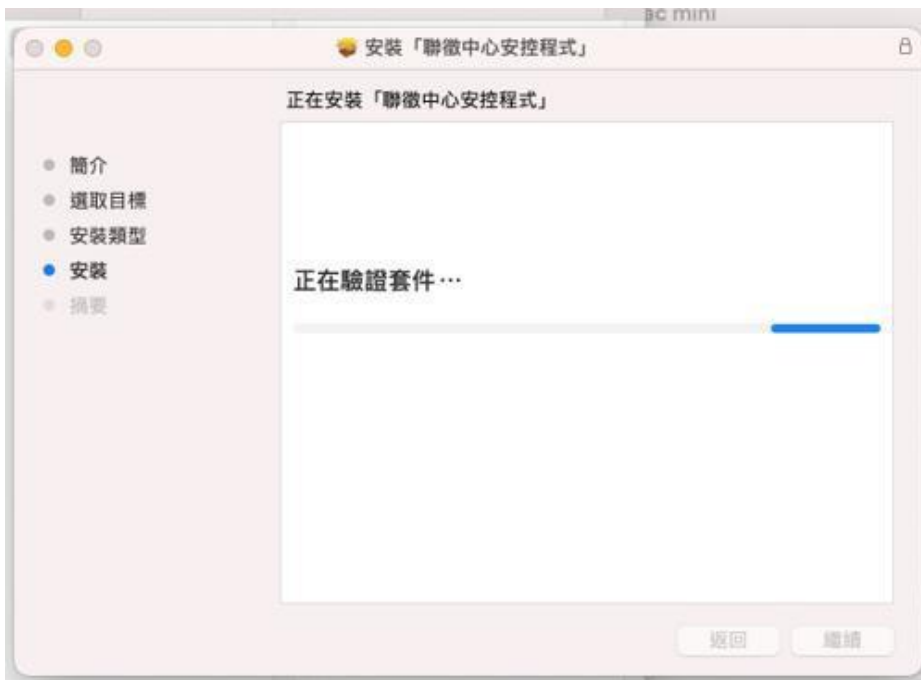 ac mini
安裝「聯徵中心安控程式」
正在安裝「聯徵中心安控程式」
簡介
選取目標
安裝類型
安裝
摘要
正在驗證套件⋯
返回
繼續